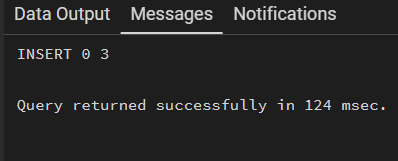 Data Output Messages Notifications
INSERT 0 3
Query returned successfully in 124 msec.